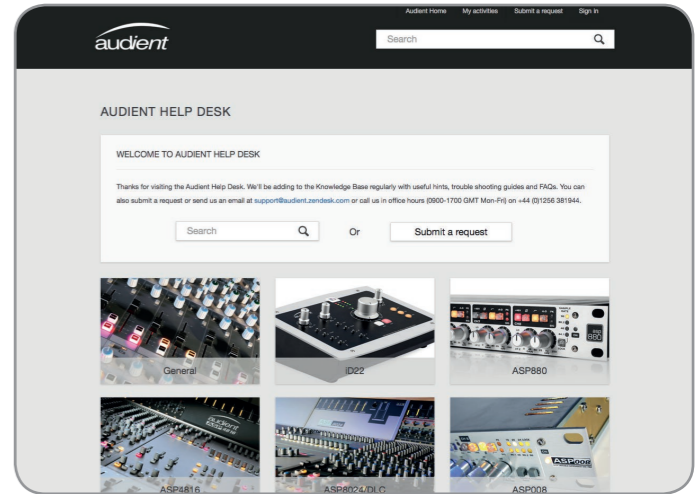 Audient Home My activities Submit a request Sign in
audient
Search
AUDIENT HELP DESK
WELCOME TO AUDIENT HELP DESK
Thanks for visiting the Audient Help Desk. We'll be adding to the Knowledge Base regularly with useful hints, trouble shooting guides and FAQs. You can
also submit a request or send us an email at support@audient.zendesk.com or call us in office hours (0900-1700 GMT Mon-Fri) on +44 (0)1256 381944.
Search Or Submit a request
880
General iD22 ASP880
audient
ASP008
ASP4816 ASP8024/DLC ASP008